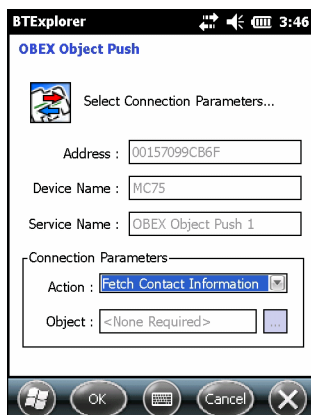 BTExplorer 3:46
OBEX Object Push
Select Connection Parameters...
Address : 00157099CB6F
Device Name : MC75
Service Name : OBEX Object Push 1
Connection Parameters
Action : Fetch Contact Information
Object : <None Required> ...
OK Cancel